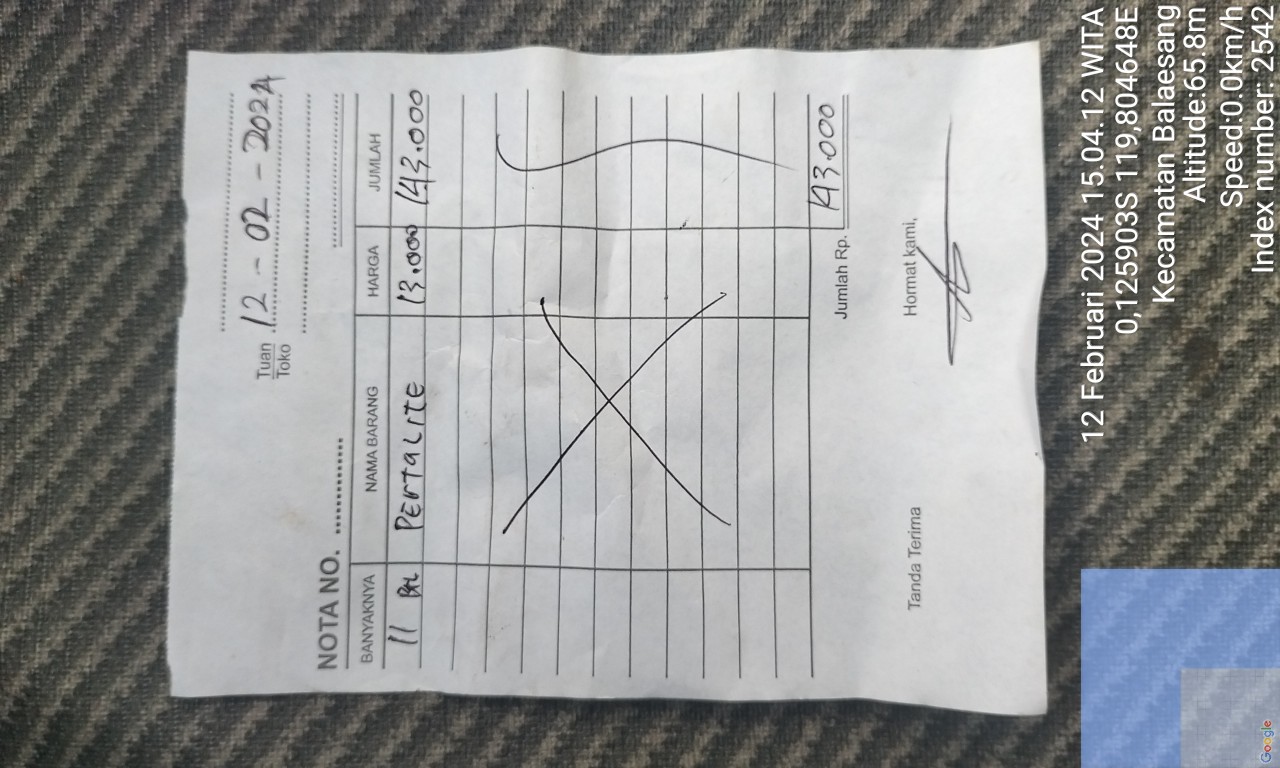 12 - 02 - 2024
Tuan
Toko
NOTA NO.
BANYAKNYA NAMA BARANG HARGA JUMLAH
11 Btl PERTALITE 13.000 143.000
Jumlah Rp. 143.000
Tanda Terima Hormat kami,
12 Februari 2024 15.04.12 WITA
0,125903S 119,804648E
Kecamatan Balaesang
Altitude:65.8m
Speed:0.0km/h
Index number: 2542
Google